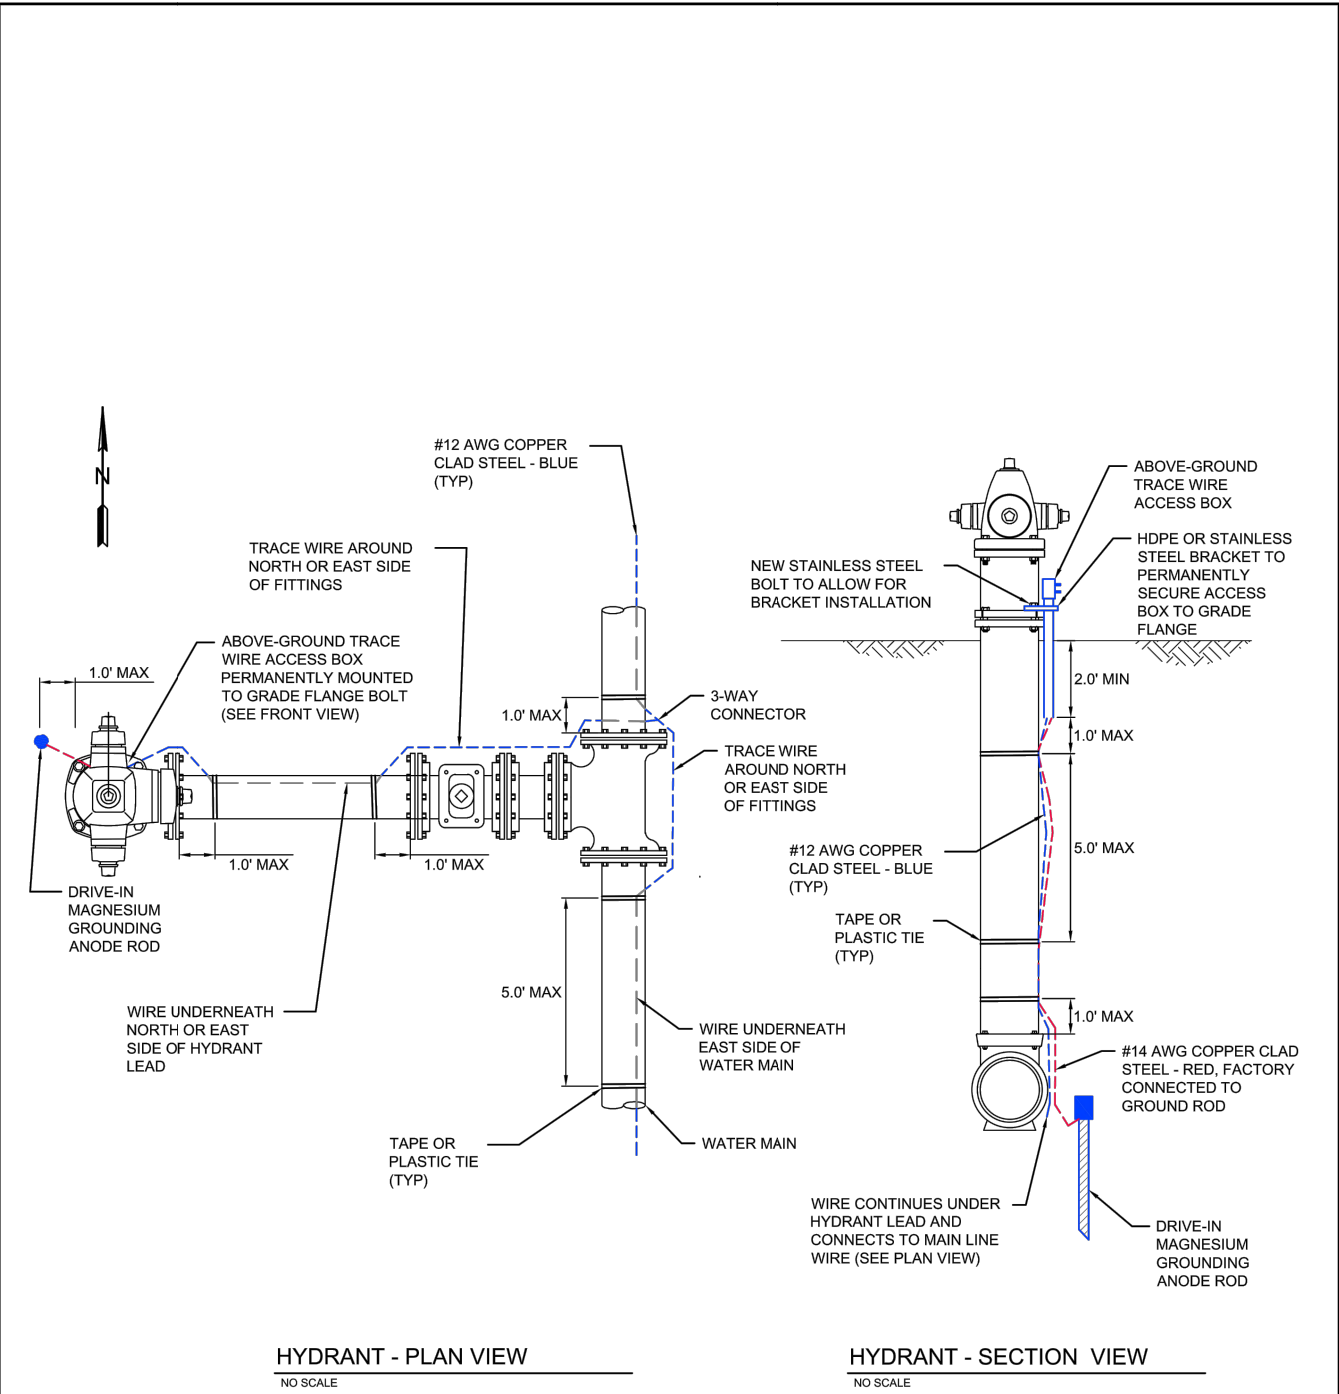 N
#12 AWG COPPER
CLAD STEEL - BLUE
(TYP)
TRACE WIRE AROUND
NORTH OR EAST SIDE
OF FITTINGS
ABOVE-GROUND TRACE
WIRE ACCESS BOX
PERMANENTLY MOUNTED
TO GRADE FLANGE BOLT
(SEE FRONT VIEW)
1.0' MAX
1.0' MAX
3-WAY
CONNECTOR
TRACE WIRE
AROUND NORTH
OR EAST SIDE
OF FITTINGS
1.0' MAX
1.0' MAX
DRIVE-IN
MAGNESIUM
GROUNDING
ANODE ROD
5.0' MAX
WIRE UNDERNEATH
NORTH OR EAST
SIDE OF HYDRANT
LEAD
WIRE UNDERNEATH
EAST SIDE OF
WATER MAIN
TAPE OR
PLASTIC TIE
(TYP)
WATER MAIN
HYDRANT - PLAN VIEW
NO SCALE
ABOVE-GROUND
TRACE WIRE
ACCESS BOX
HDPE OR STAINLESS
STEEL BRACKET TO
PERMANENTLY
SECURE ACCESS
BOX TO GRADE
FLANGE
NEW STAINLESS STEEL
BOLT TO ALLOW FOR
BRACKET INSTALLATION
2.0' MIN
1.0' MAX
5.0' MAX
#12 AWG COPPER
CLAD STEEL - BLUE
(TYP)
TAPE OR
PLASTIC TIE
(TYP)
1.0' MAX
#14 AWG COPPER CLAD
STEEL - RED, FACTORY
CONNECTED TO
GROUND ROD
WIRE CONTINUES UNDER
HYDRANT LEAD AND
CONNECTS TO MAIN LINE
WIRE (SEE PLAN VIEW)
DRIVE-IN
MAGNESIUM
GROUNDING
ANODE ROD
HYDRANT - SECTION VIEW
NO SCALE